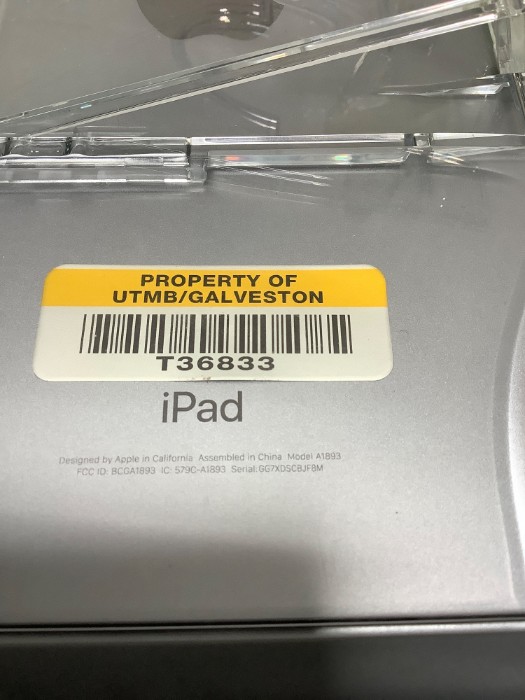 PROPERTY OF
UTMB/GALVESTON
T36833
iPad
Designed by Apple in California Assembled in China Model A1893
FCC ID: BCGA1893 IC: 579C-A1893 Serial: GG7XDSCBJF8M